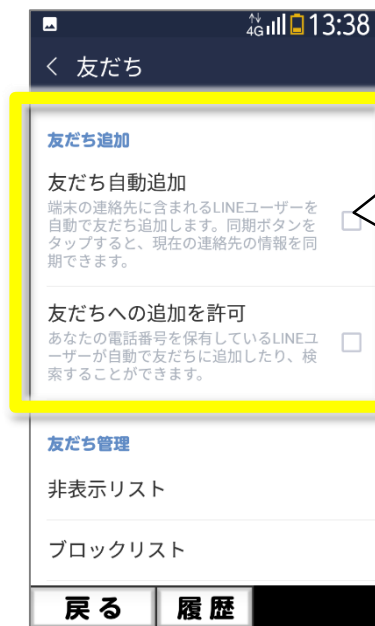 4G 13:38
く 友だち
友だち追加
友だち自動追加
端末の連絡先に含まれるLINEユーザーを
自動で友だち追加します。同期ボタンを
タップすると、現在の連絡先の情報を同
期できます。
友だちへの追加を許可
あなたの電話番号を保有しているLINEユ
ーザーが自動で友だちに追加したり、検
索することができます。
友だち管理
非表示リスト
ブロックリスト
戻る 履歴